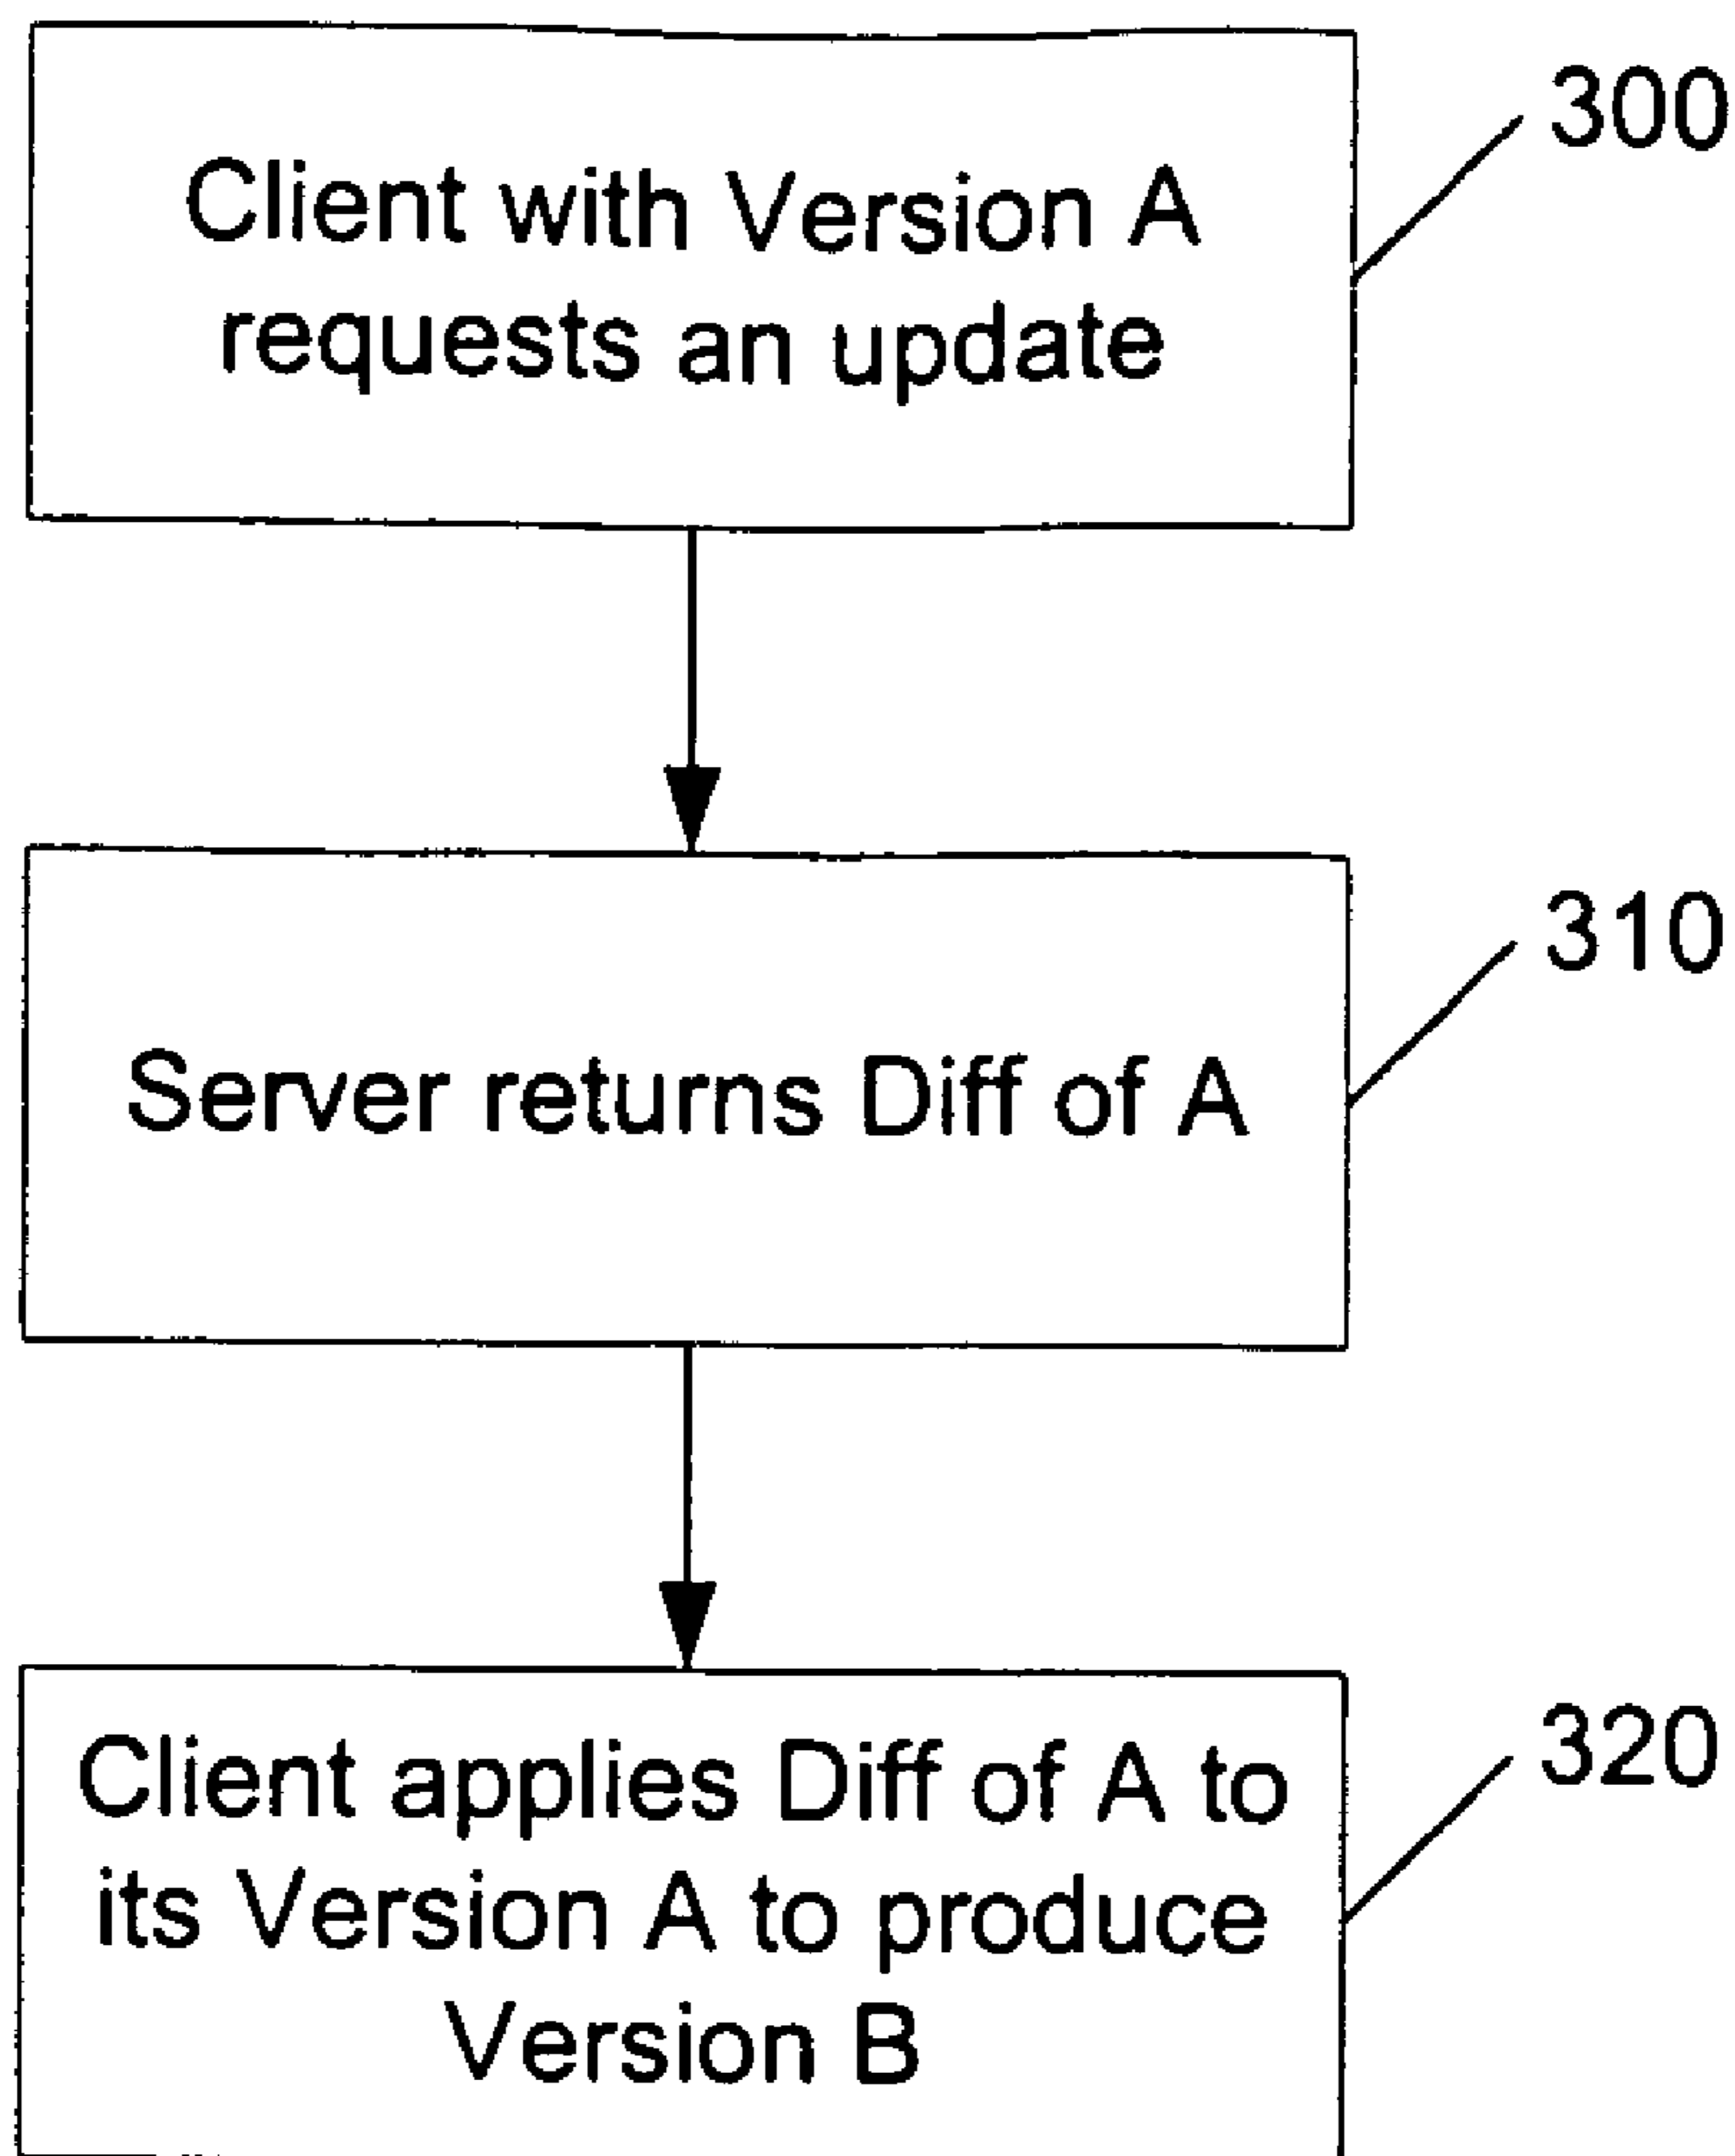 Client with Version A
requests an update
300
Server returns Diff of A
310
Client applies Diff of A to
its Version A to produce
Version B
320